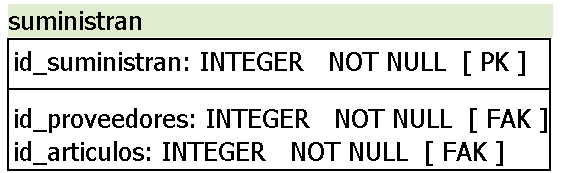 suministran
id_suministran: INTEGER NOT NULL [ PK ]
id_proveedores: INTEGER NOT NULL [ FAK ]
id_articulos: INTEGER NOT NULL [ FAK ]